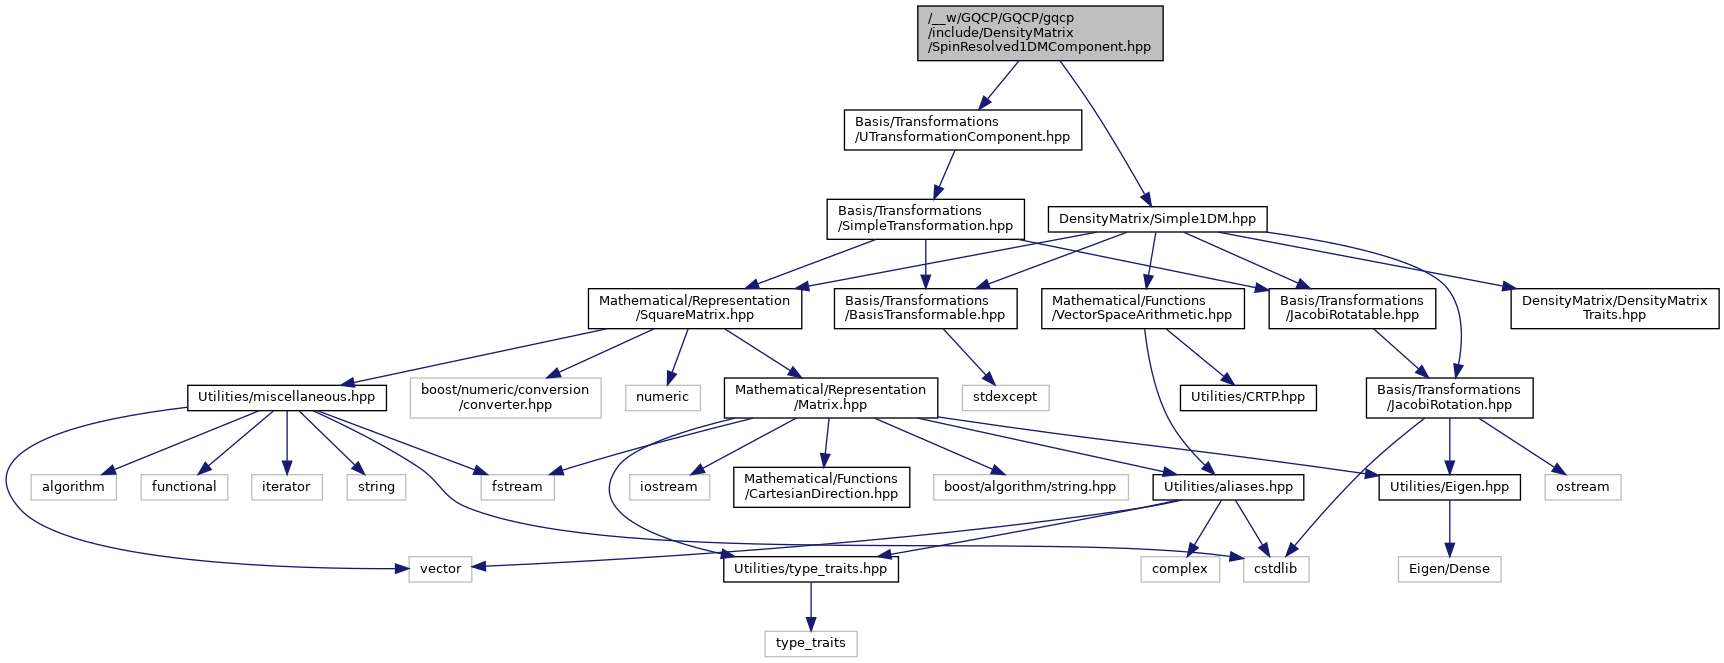 /__w/GQCP/GQCP/gqcp
/include/DensityMatrix
/SpinResolved1DMComponent.hpp
Basis/Transformations
/UTransformationComponent.hpp
Basis/Transformations
/SimpleTransformation.hpp
DensityMatrix/Simple1DM.hpp
Mathematical/Representation
/SquareMatrix.hpp
Basis/Transformations
/BasisTransformable.hpp
Mathematical/Functions
/VectorSpaceArithmetic.hpp
Basis/Transformations
/JacobiRotatable.hpp
DensityMatrix/DensityMatrix
Traits.hpp
Utilities/miscellaneous.hpp
boost/numeric/conversion
/converter.hpp
numeric
Mathematical/Representation
/Matrix.hpp
stdexcept
Utilities/CRTP.hpp
Basis/Transformations
/JacobiRotation.hpp
algorithm
functional
iterator
string
fstream
iostream
Mathematical/Functions
/CartesianDirection.hpp
boost/algorithm/string.hpp
Utilities/aliases.hpp
Utilities/Eigen.hpp
ostream
vector
Utilities/type_traits.hpp
complex
cstdlib
Eigen/Dense
type_traits